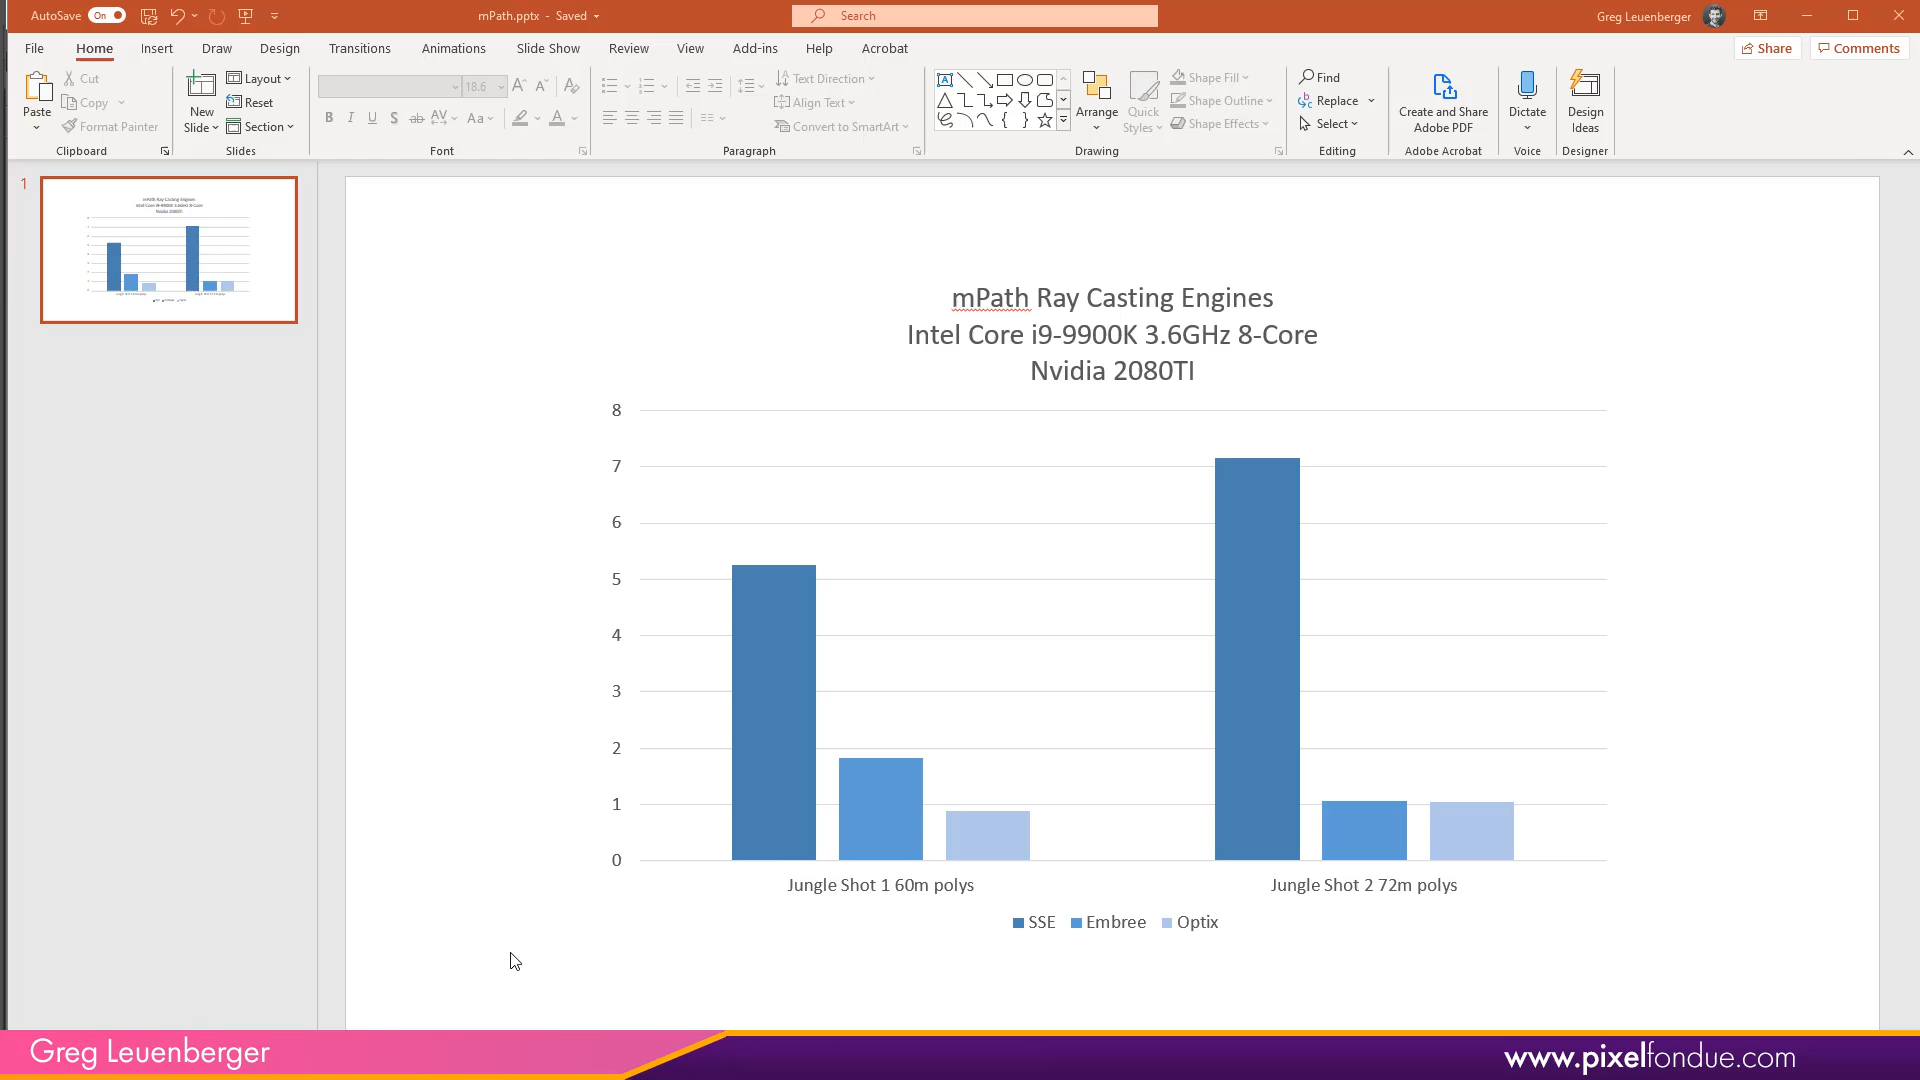 AutoSave On mPath.pptx - Saved Search Greg Leuenberger
File Home Insert Draw Design Transitions Animations Slide Show Review View Add-ins Help Acrobat Share Comments
Paste
Cut
Copy
Format Painter
Clipboard
New Slide
Layout
Reset
Section
Slides
18.6
B I U S ab AV Aa A
Font
Text Direction
Align Text
Convert to SmartArt
Paragraph
Arrange
Quick Styles
Shape Fill
Shape Outline
Shape Effects
Drawing
Find
Replace
Select
Editing
Create and Share
Adobe PDF
Adobe Acrobat
Dictate
Voice
Design
Ideas
Designer
1
mPath Ray Casting Engines
Intel Core i9-9900K 3.6GHz 8-Core
Nvidia 2080TI
8
7
6
5
4
3
2
1
0
Jungle Shot 1 60m polys Jungle Shot 2 72m polys
SSE Embree Optix
Greg Leuenberger
www.pixelfondue.com